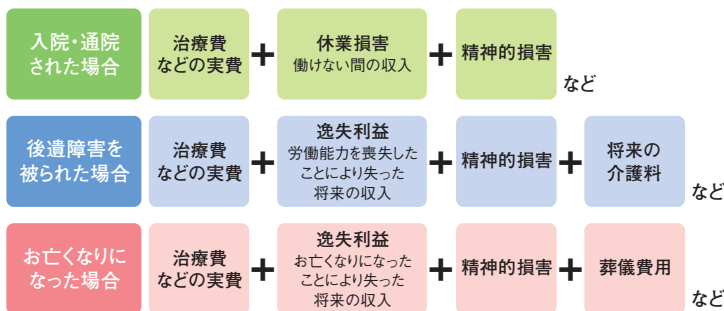 入院・通院
された場合
治療費
などの実費
+
休業損害
働けない間の収入
+
精神的損害
など
後遺障害を
被られた場合
治療費
などの実費
+
逸失利益
労働能力を喪失した
ことにより失った
将来の収入
+
精神的損害
+
将来の
介護料
など
お亡くなりに
なった場合
治療費
などの実費
+
逸失利益
お亡くなりになった
ことにより失った
将来の収入
+
精神的損害
+
葬儀費用
など